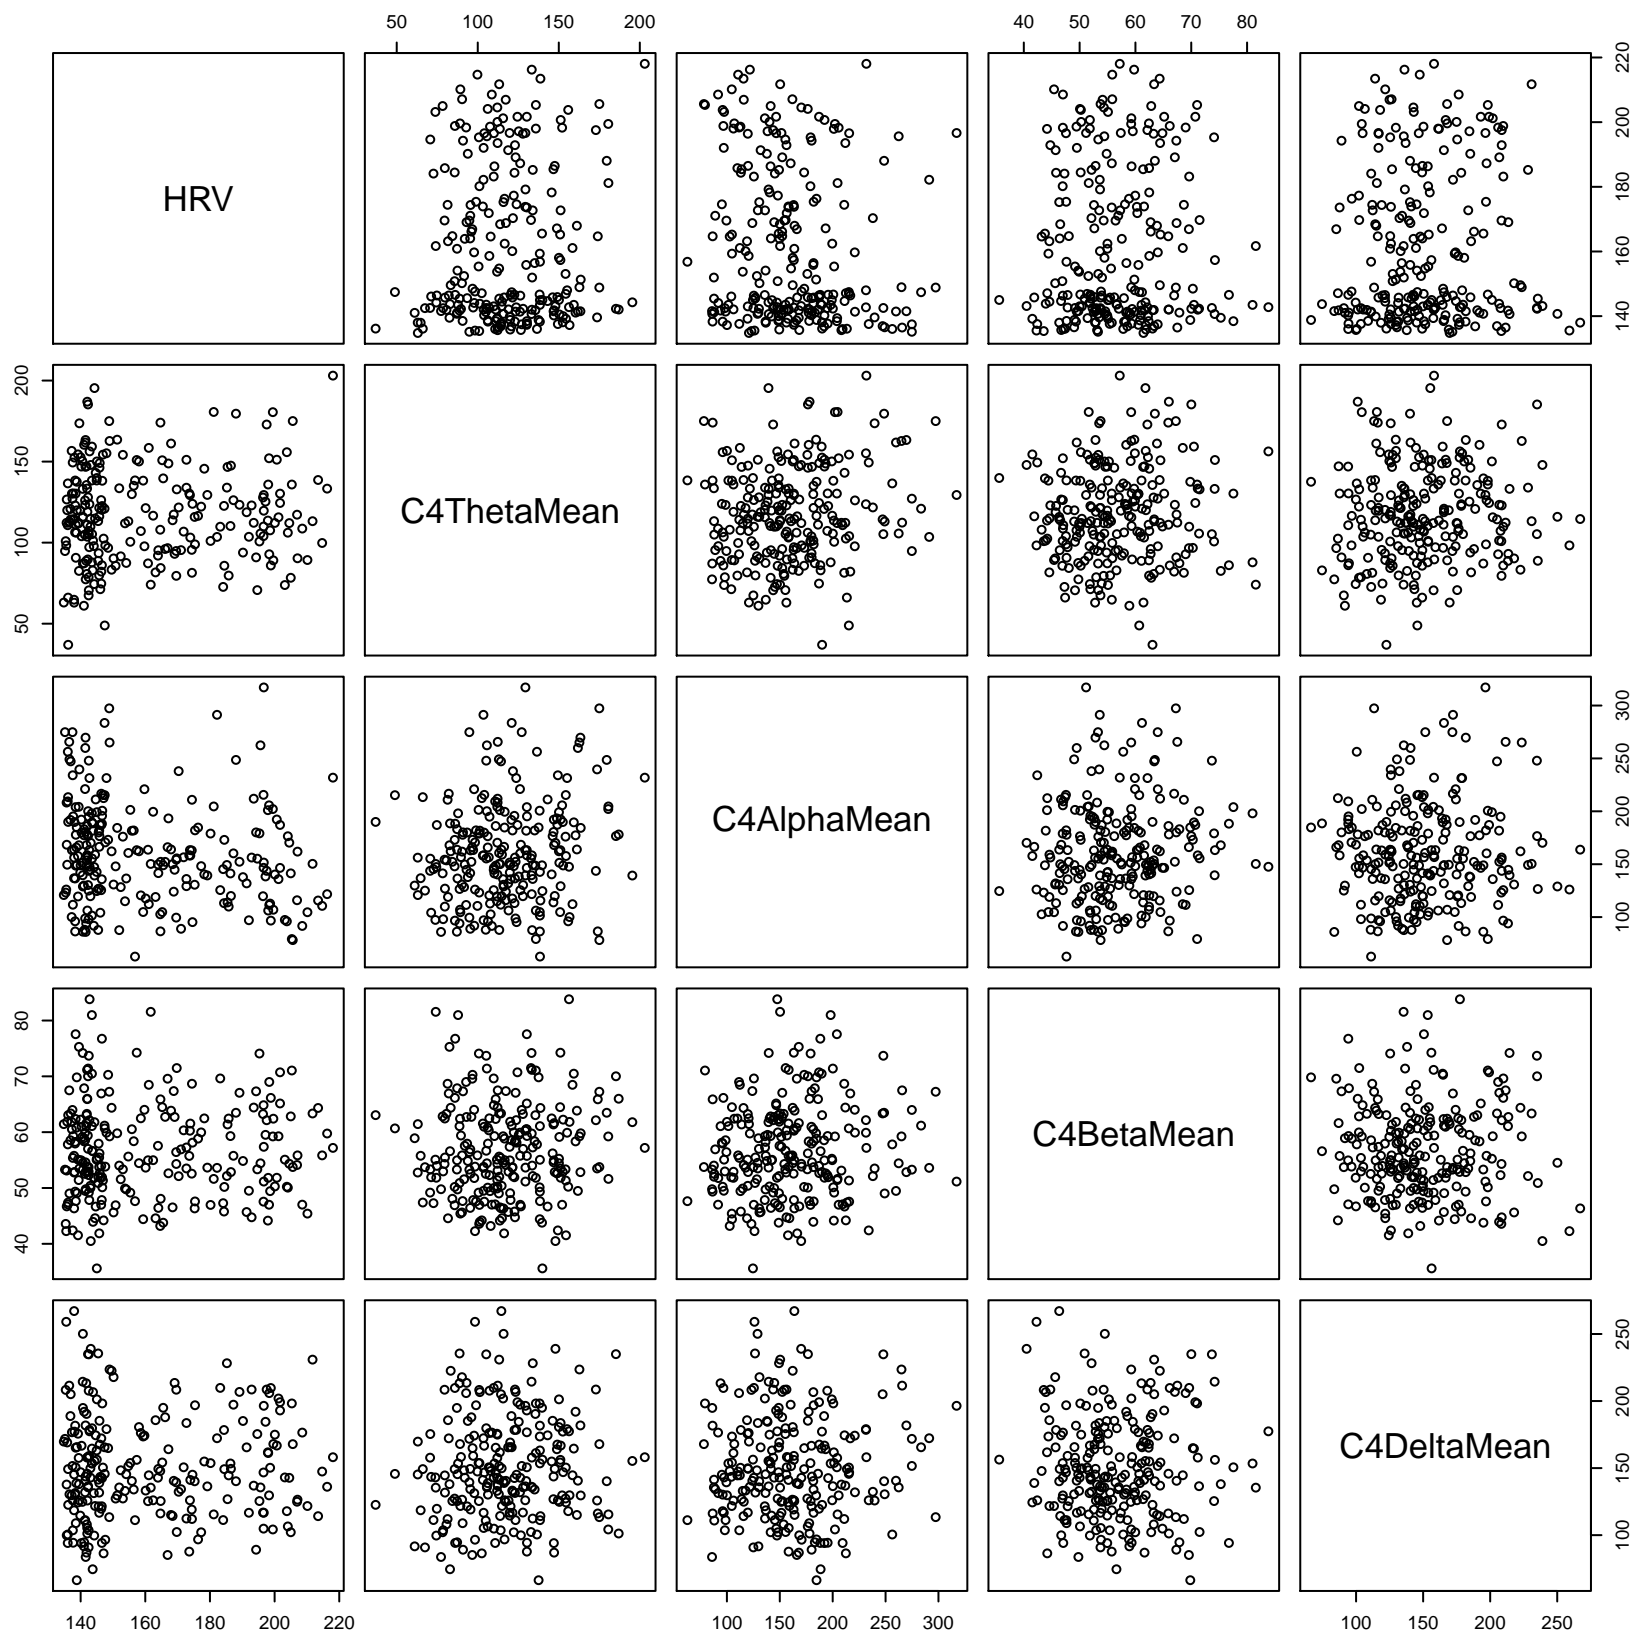 50 100 150 200 40 50 60 70 80
HRV
140 160 180 200 220
50 100 150 200
C4ThetaMean
C4AlphaMean
100 150 200 250 300
40 50 60 70 80
C4BetaMean
C4DeltaMean
100 150 200 250
140 160 180 200 220 100 150 200 250 300 100 150 200 250